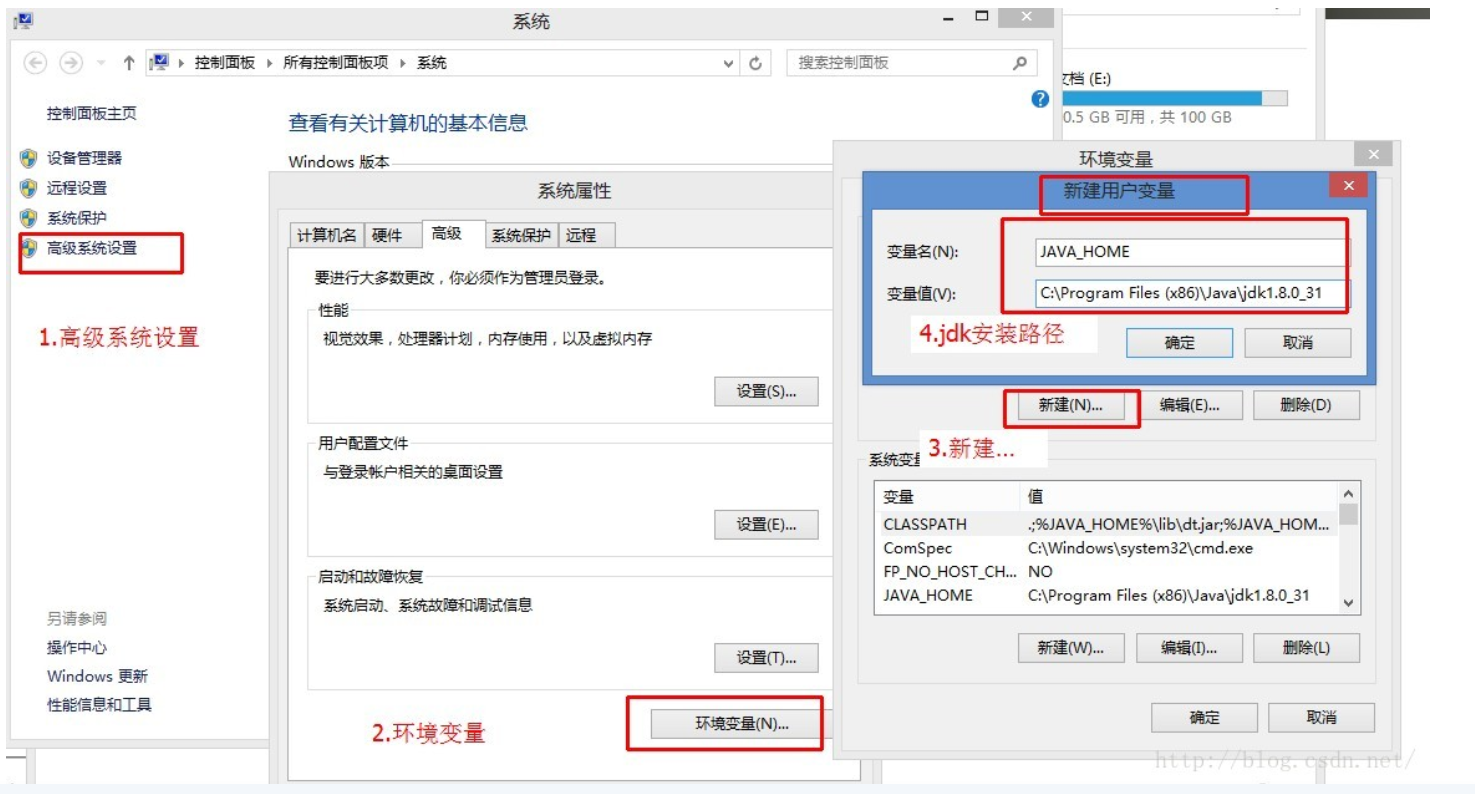 系统
控制面板 所有控制面板项 系统
搜索控制面板
控制面板主页
设备管理器
远程设置
系统保护
高级系统设置
1.高级系统设置
另请参阅
操作中心
Windows 更新
性能信息和工具
查看有关计算机的基本信息
Windows 版本
系统属性
计算机名 硬件 高级 系统保护 远程
要进行大多数更改，你必须作为管理员登录。
性能
视觉效果，处理器计划，内存使用，以及虚拟内存
设置(S)...
用户配置文件
与登录帐户相关的桌面设置
设置(E)...
启动和故障恢复
系统启动、系统故障和调试信息
设置(T)...
2.环境变量
环境变量(N)...
文档 (E:)
0.5 GB 可用，共 100 GB
环境变量
新建用户变量
变量名(N): JAVA_HOME
变量值(V): C:\Program Files (x86)\Java\jdk1.8.0_31
4.jdk安装路径
确定 取消
新建(N)... 编辑(E)... 删除(D)
3.新建...
系统变
变量 值
CLASSPATH .;%JAVA_HOME%\lib\dt.jar;%JAVA_HOM...
ComSpec C:\Windows\system32\cmd.exe
FP_NO_HOST_CH... NO
JAVA_HOME C:\Program Files (x86)\Java\jdk1.8.0_31
新建(W)... 编辑(I)... 删除(L)
确定 取消
http://blog.csdn.net/